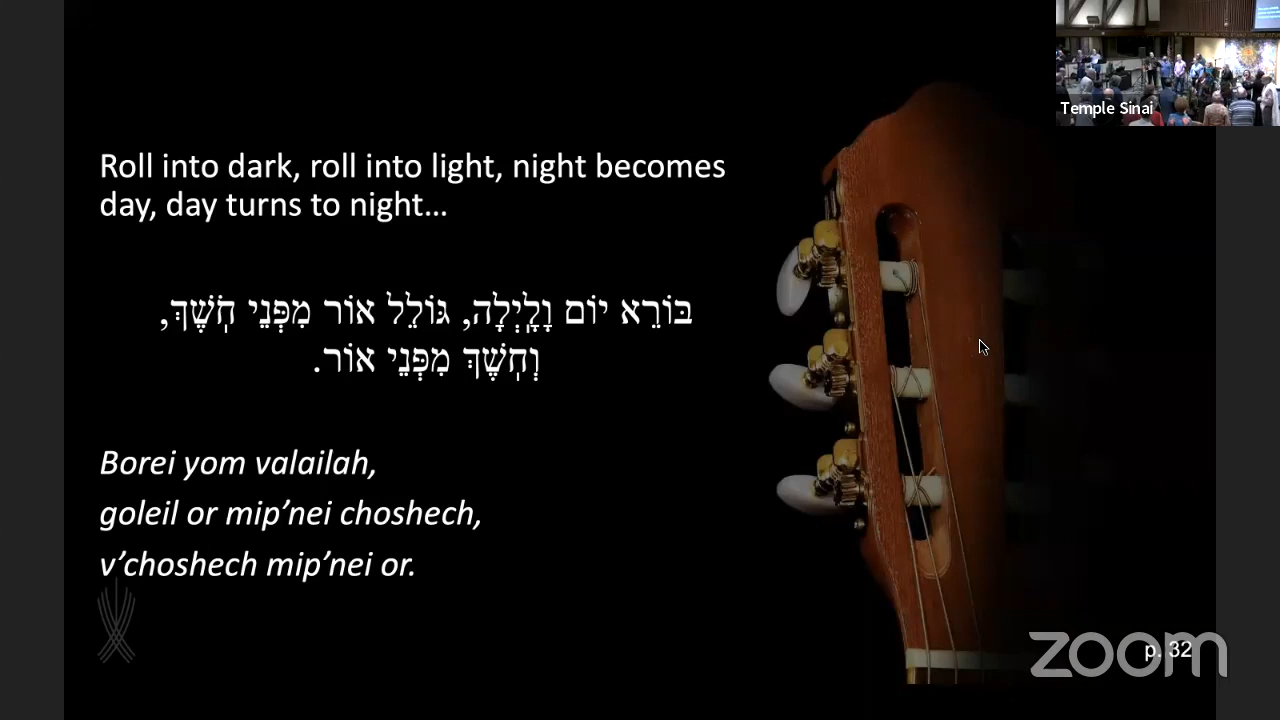 Temple Sinai
Roll into dark, roll into light, night becomes
day, day turns to night...
בּוֹרֵא יוֹם וָלָֽיְלָה, גּוֹלֵל אוֹר מִפְּנֵי חֹֽשֶׁךְ,
וְחֹֽשֶׁךְ מִפְּנֵי אוֹר.
Borei yom valailah,
goleil or mip’nei choshech,
v’choshech mip’nei or.
p. 32
zoom